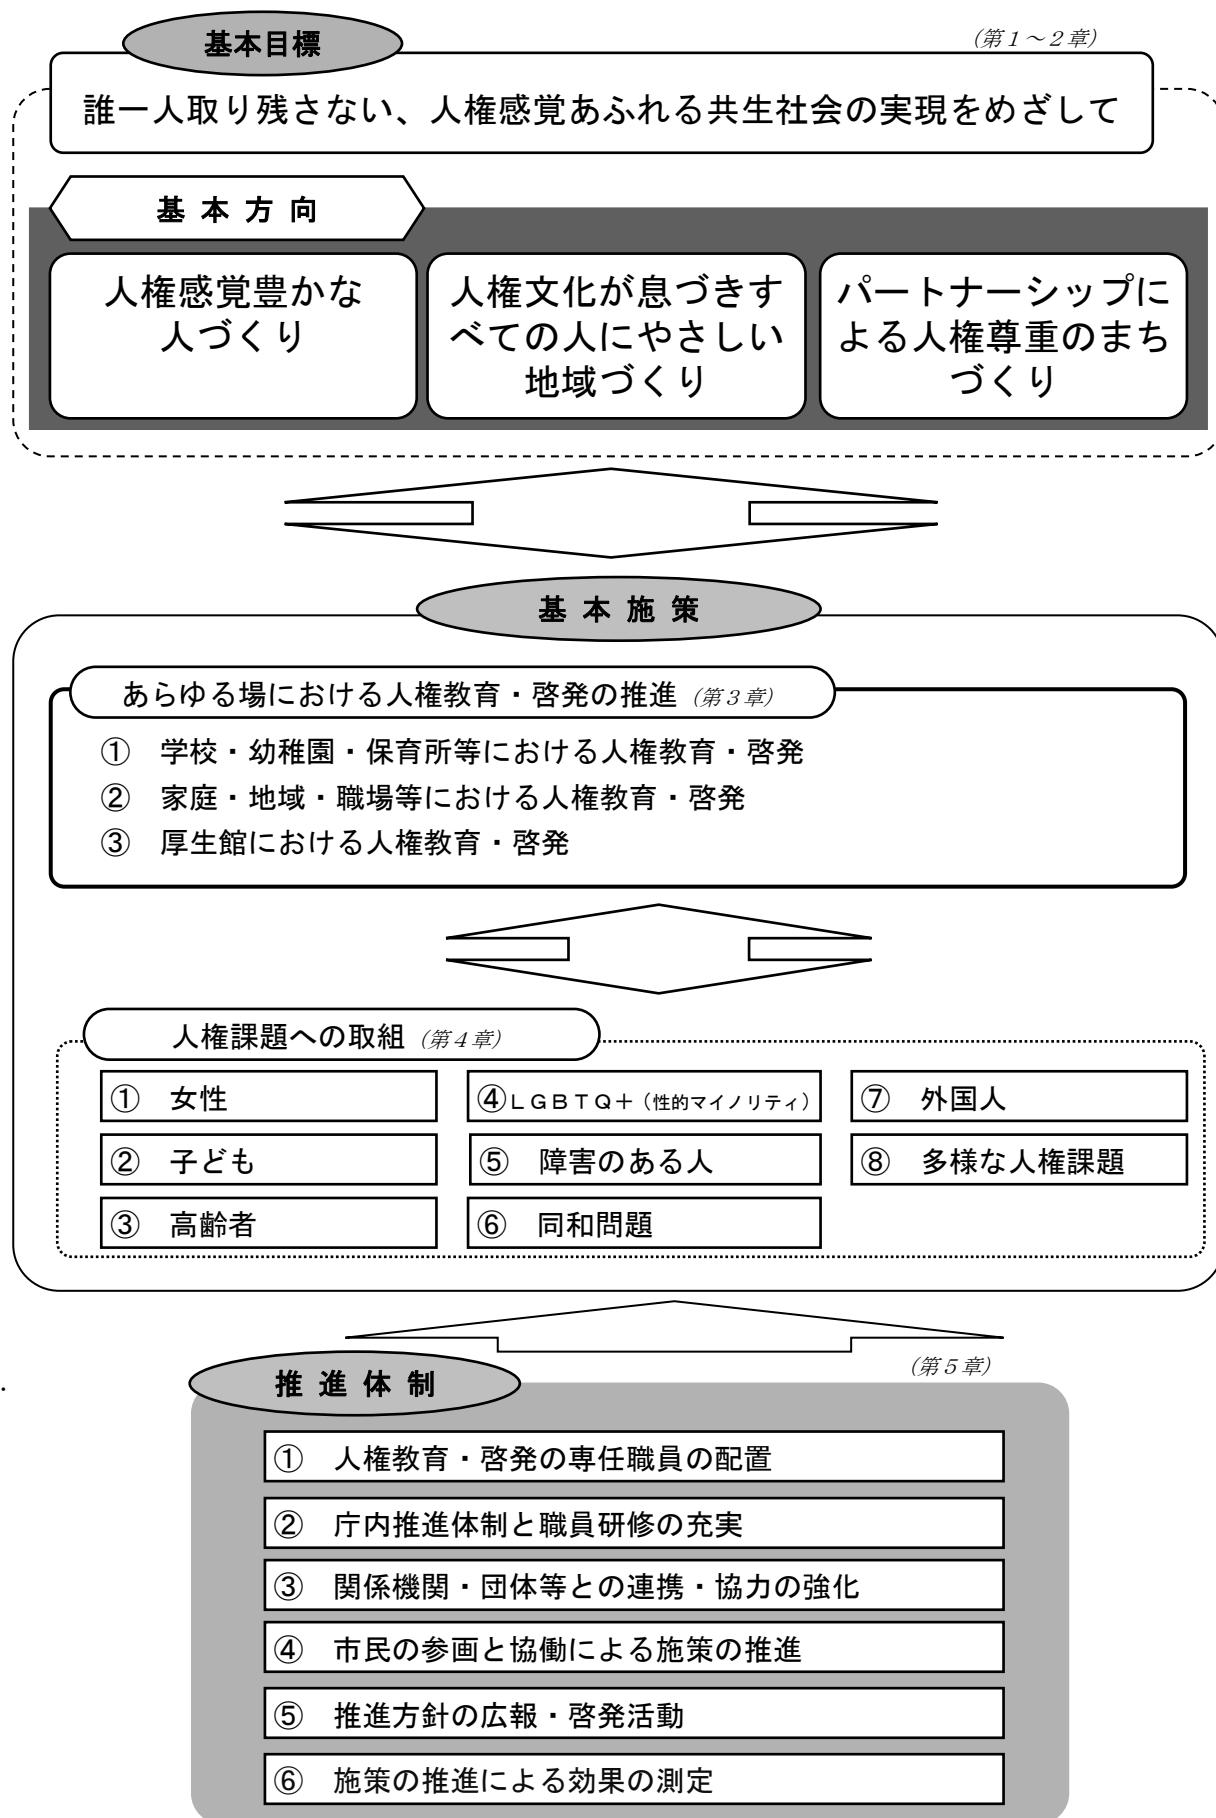 基本目標
(第1~2章)
誰一人取り残さない、人権感覚あふれる共生社会の実現をめざして
基本方向
人権感覚豊かな
人づくり
人権文化が息づきす
べての人にやさしい
地域づくり
パートナーシップに
よる人権尊重のまち
づくり
基本施策
あらゆる場における人権教育・啓発の推進 (第3章)
① 学校・幼稚園・保育所等における人権教育・啓発
② 家庭・地域・職場等における人権教育・啓発
③ 厚生館における人権教育・啓発
人権課題への取組 (第4章)
① 女性
② 子ども
③ 高齢者
④LGBTQ+(性的マイノリティ)
⑤ 障害のある人
⑥ 同和問題
⑦ 外国人
⑧ 多様な人権課題
(第5章)
推進体制
① 人権教育・啓発の専任職員の配置
② 庁内推進体制と職員研修の充実
③ 関係機関・団体等との連携・協力の強化
④ 市民の参画と協働による施策の推進
⑤ 推進方針の広報・啓発活動
⑥ 施策の推進による効果の測定